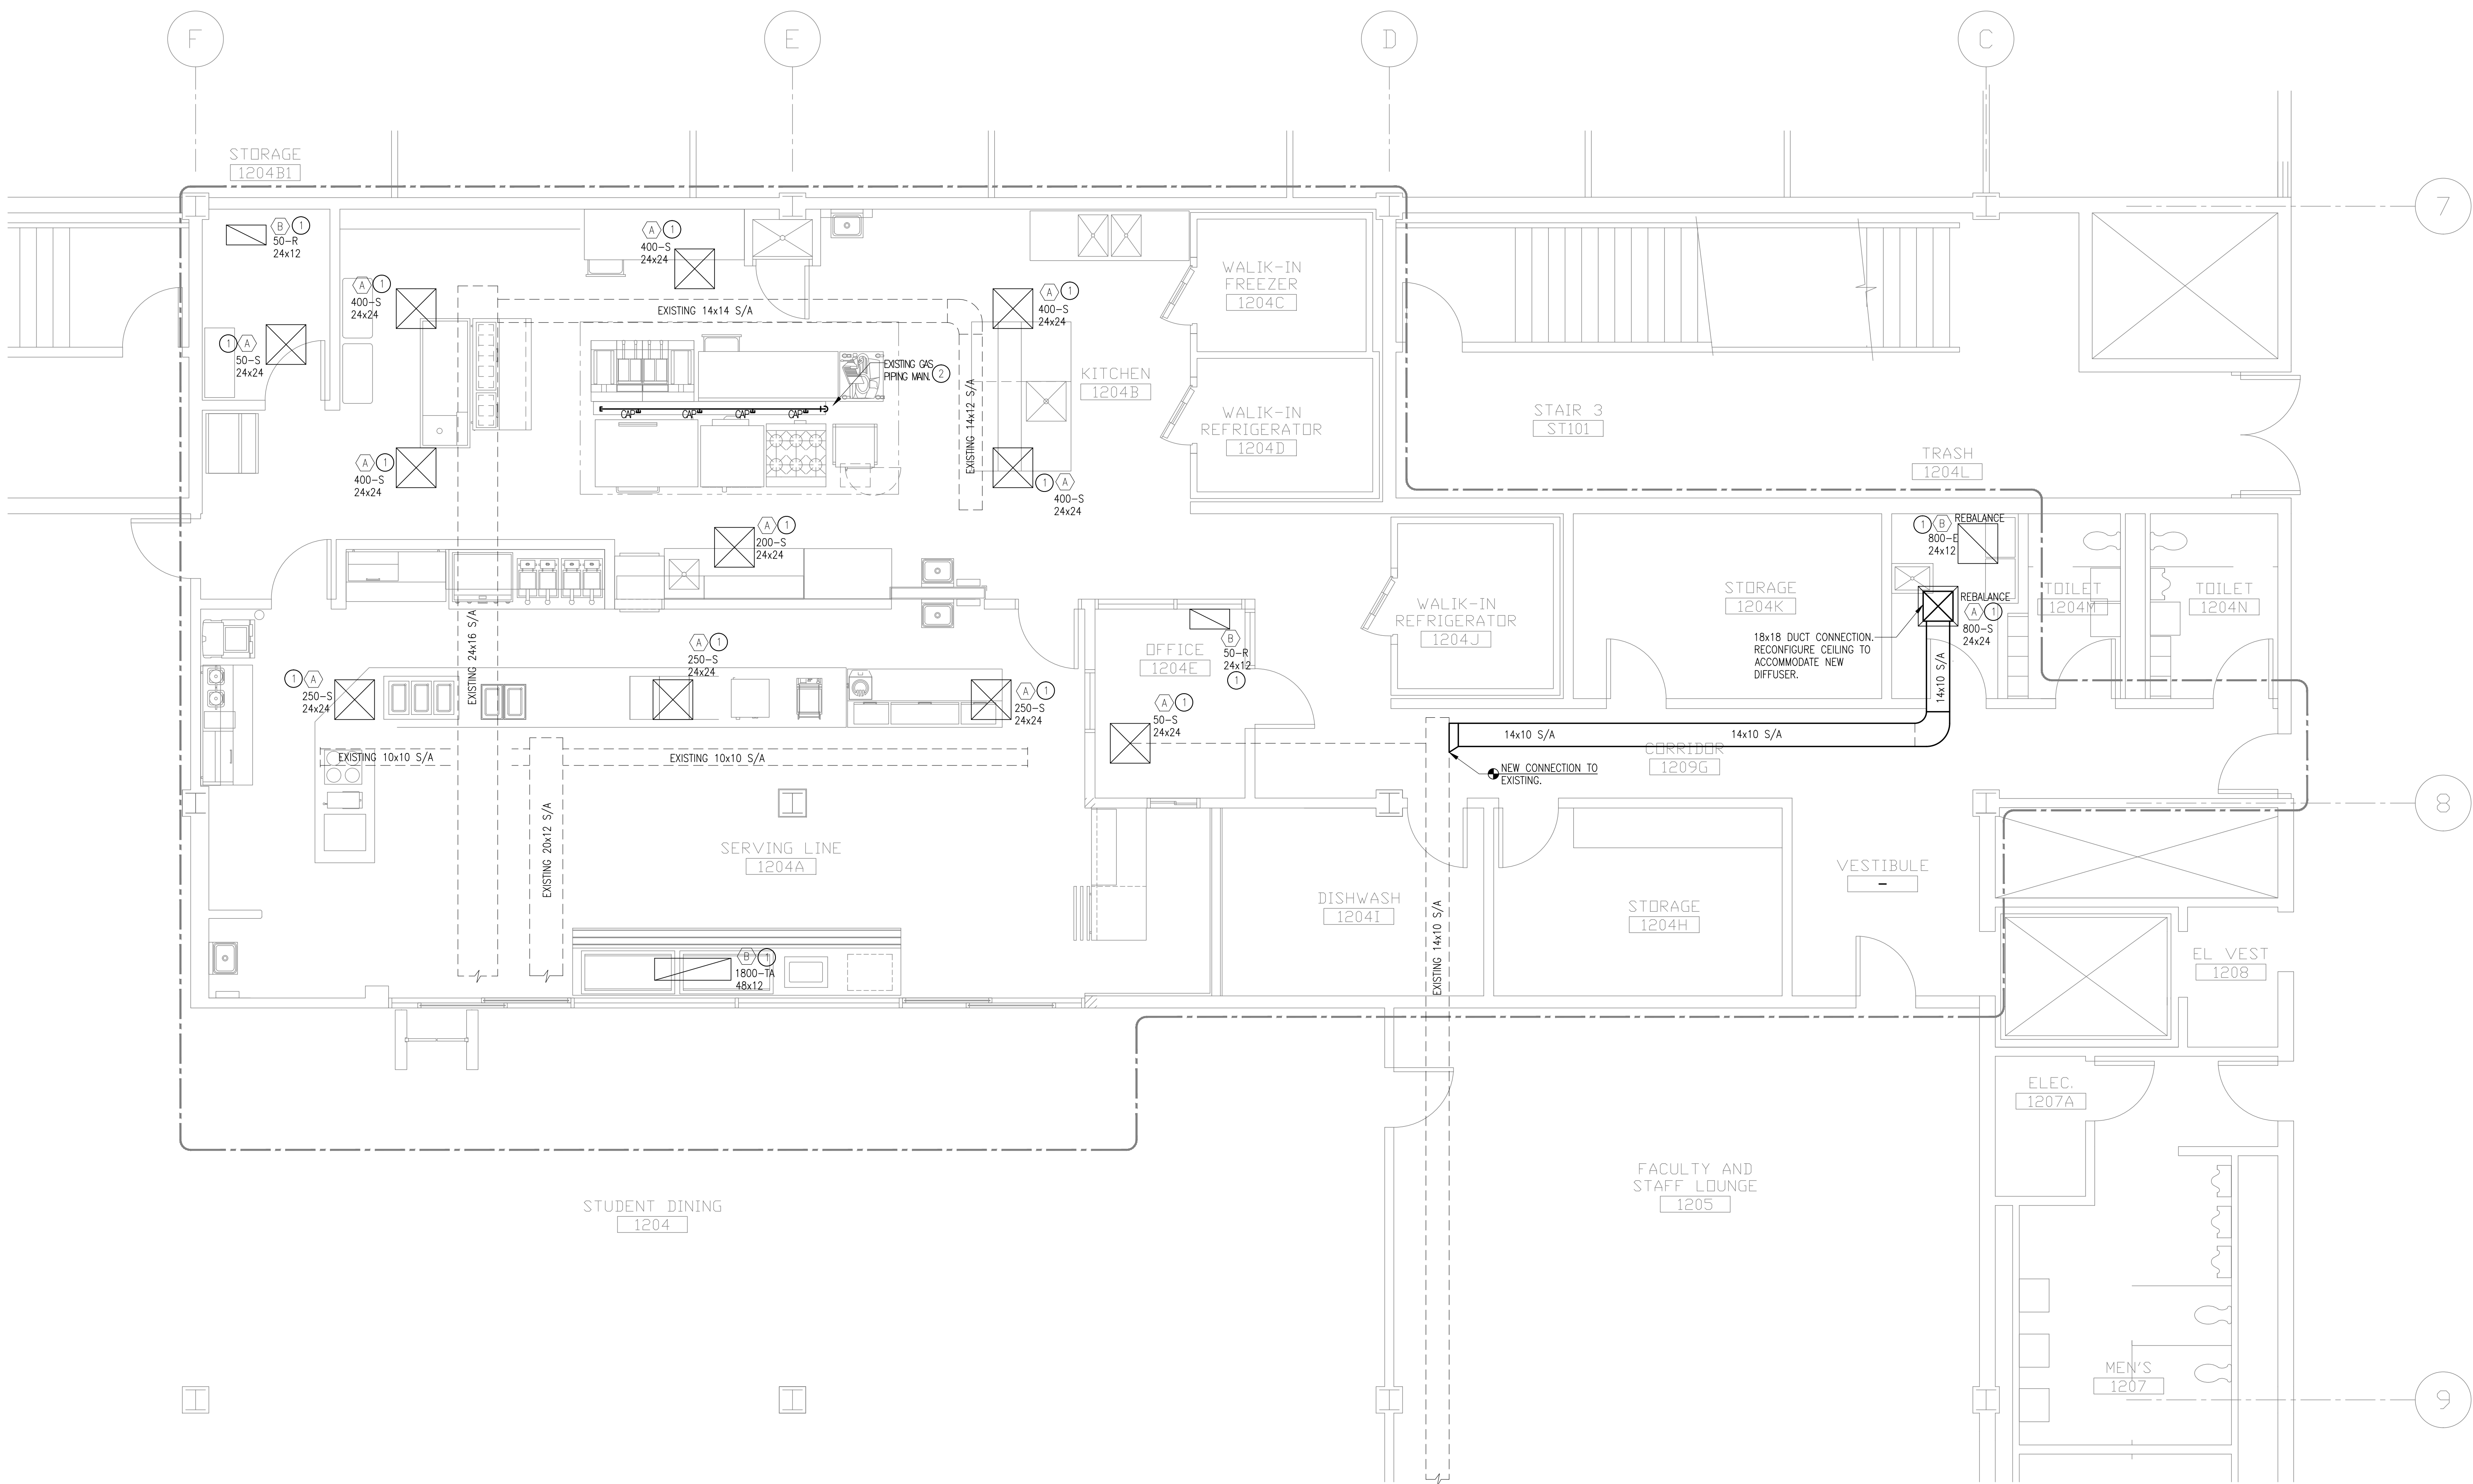 F
E
D
C
7
8
9
STORAGE
1204B1
B
1
50-R
24x12
1
A
50-S
24x24
A
1
400-S
24x24
A
1
400-S
24x24
A
1
400-S
24x24
A
1
400-S
24x24
1
A
400-S
24x24
EXISTING 14x14 S/A
EXISTING 14x12 S/A
EXISTING 24x16 S/A
EXISTING GAS
PIPING MAIN.
2
CAP
CAP
CAP
CAP
KITCHEN
1204B
WALIK-IN
FREEZER
1204C
WALIK-IN
REFRIGERATOR
1204D
STAIR 3
ST101
TRASH
1204L
A
1
200-S
24x24
1
A
250-S
24x24
A
1
250-S
24x24
A
1
250-S
24x24
OFFICE
1204E
B
50-R
24x12
1
A
1
50-S
24x24
WALIK-IN
REFRIGERATOR
1204J
STORAGE
1204K
1
B
REBALANCE
800-E
24x12
REBALANCE
A
1
800-S
24x24
TOILET
1204M
TOILET
1204N
18x18 DUCT CONNECTION.
RECONFIGURE CEILING TO
ACCOMMODATE NEW
DIFFUSER.
14x10 S/A
14x10 S/A
14x10 S/A
CORRIDOR
1209G
NEW CONNECTION TO
EXISTING.
EXISTING 10x10 S/A
EXISTING 10x10 S/A
EXISTING 20x12 S/A
SERVING LINE
1204A
B
1
1800-TA
48x12
DISHWASH
1204I
EXISTING 14x10 S/A
STORAGE
1204H
VESTIBULE
-
EL VEST
1208
ELEC.
1207A
STUDENT DINING
1204
FACULTY AND
STAFF LOUNGE
1205
MEN'S
1207